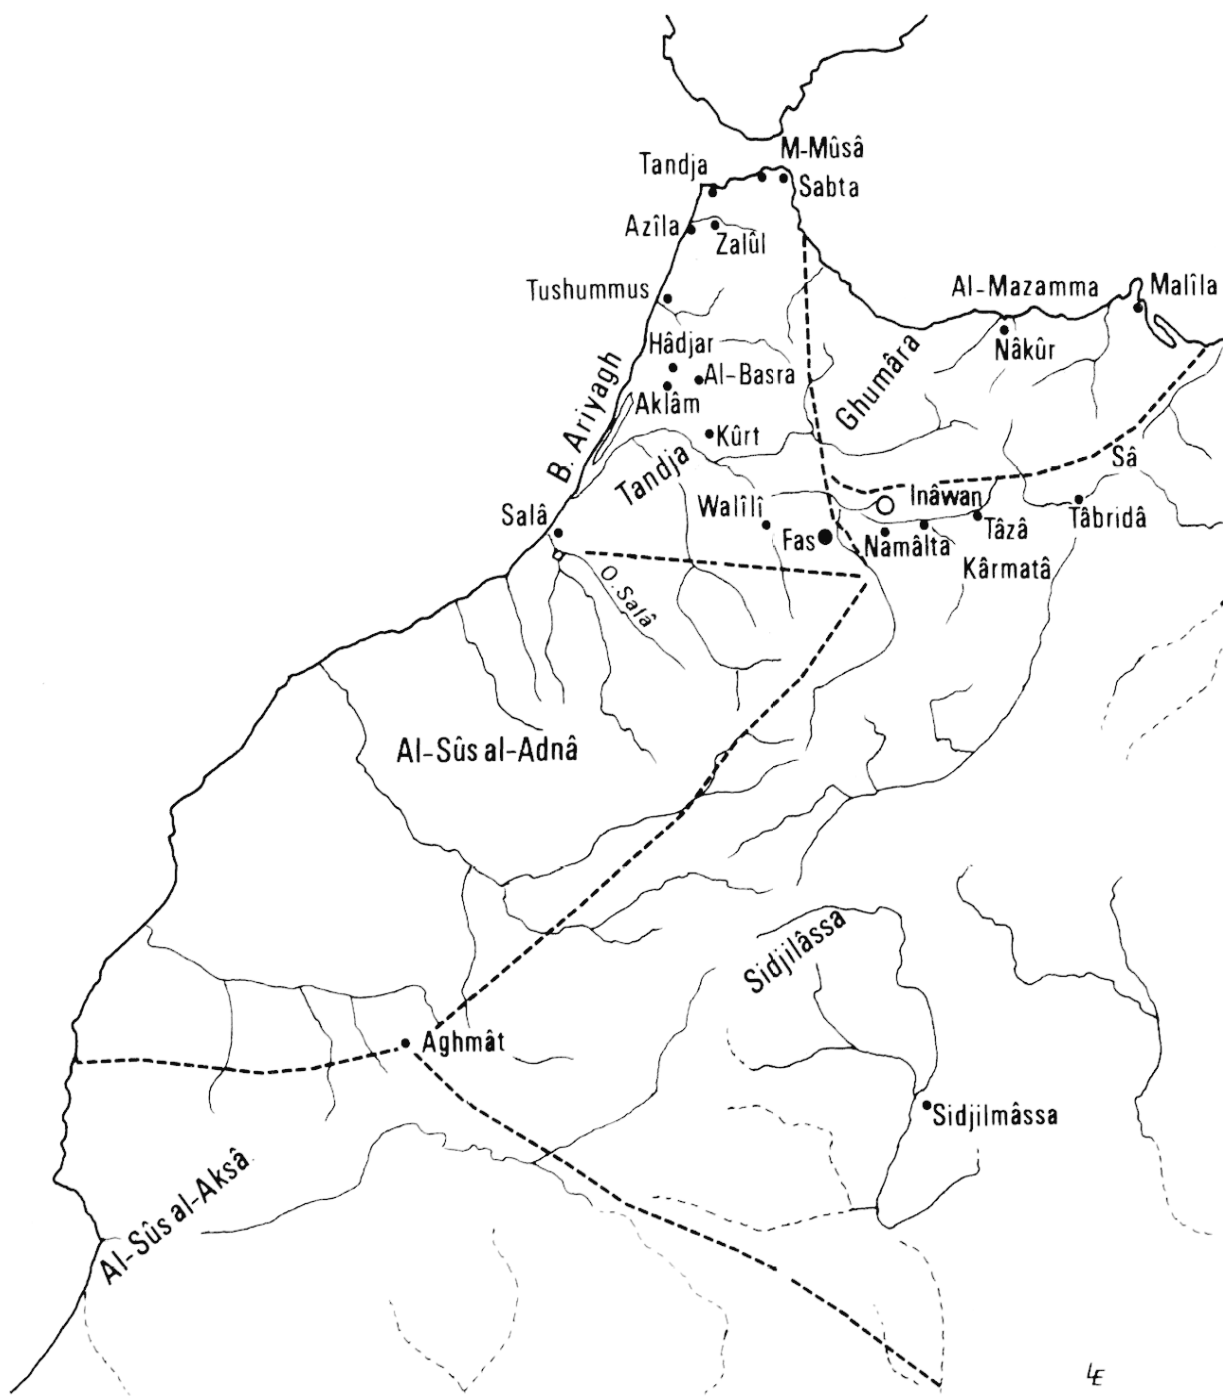 M-Mûsâ
Tandja
Sabta
Azîla
Zalûl
Tushummus
Al-Mazamma
Malîla
Nâkûr
Hâdjar
Al-Basra
Aklâm
Ghumâra
B. Ariyagh
Kûrt
Tandja
Sâ
Inâwan
Walîlî
Salâ
Fas
Namâlta
Tâzâ
Tâbridâ
Kârmatâ
O. Salâ
Al-Sûs al-Adnâ
Sidjilâssa
Aghmât
Sidjilmâssa
Al-Sûs al-Aksâ
LE